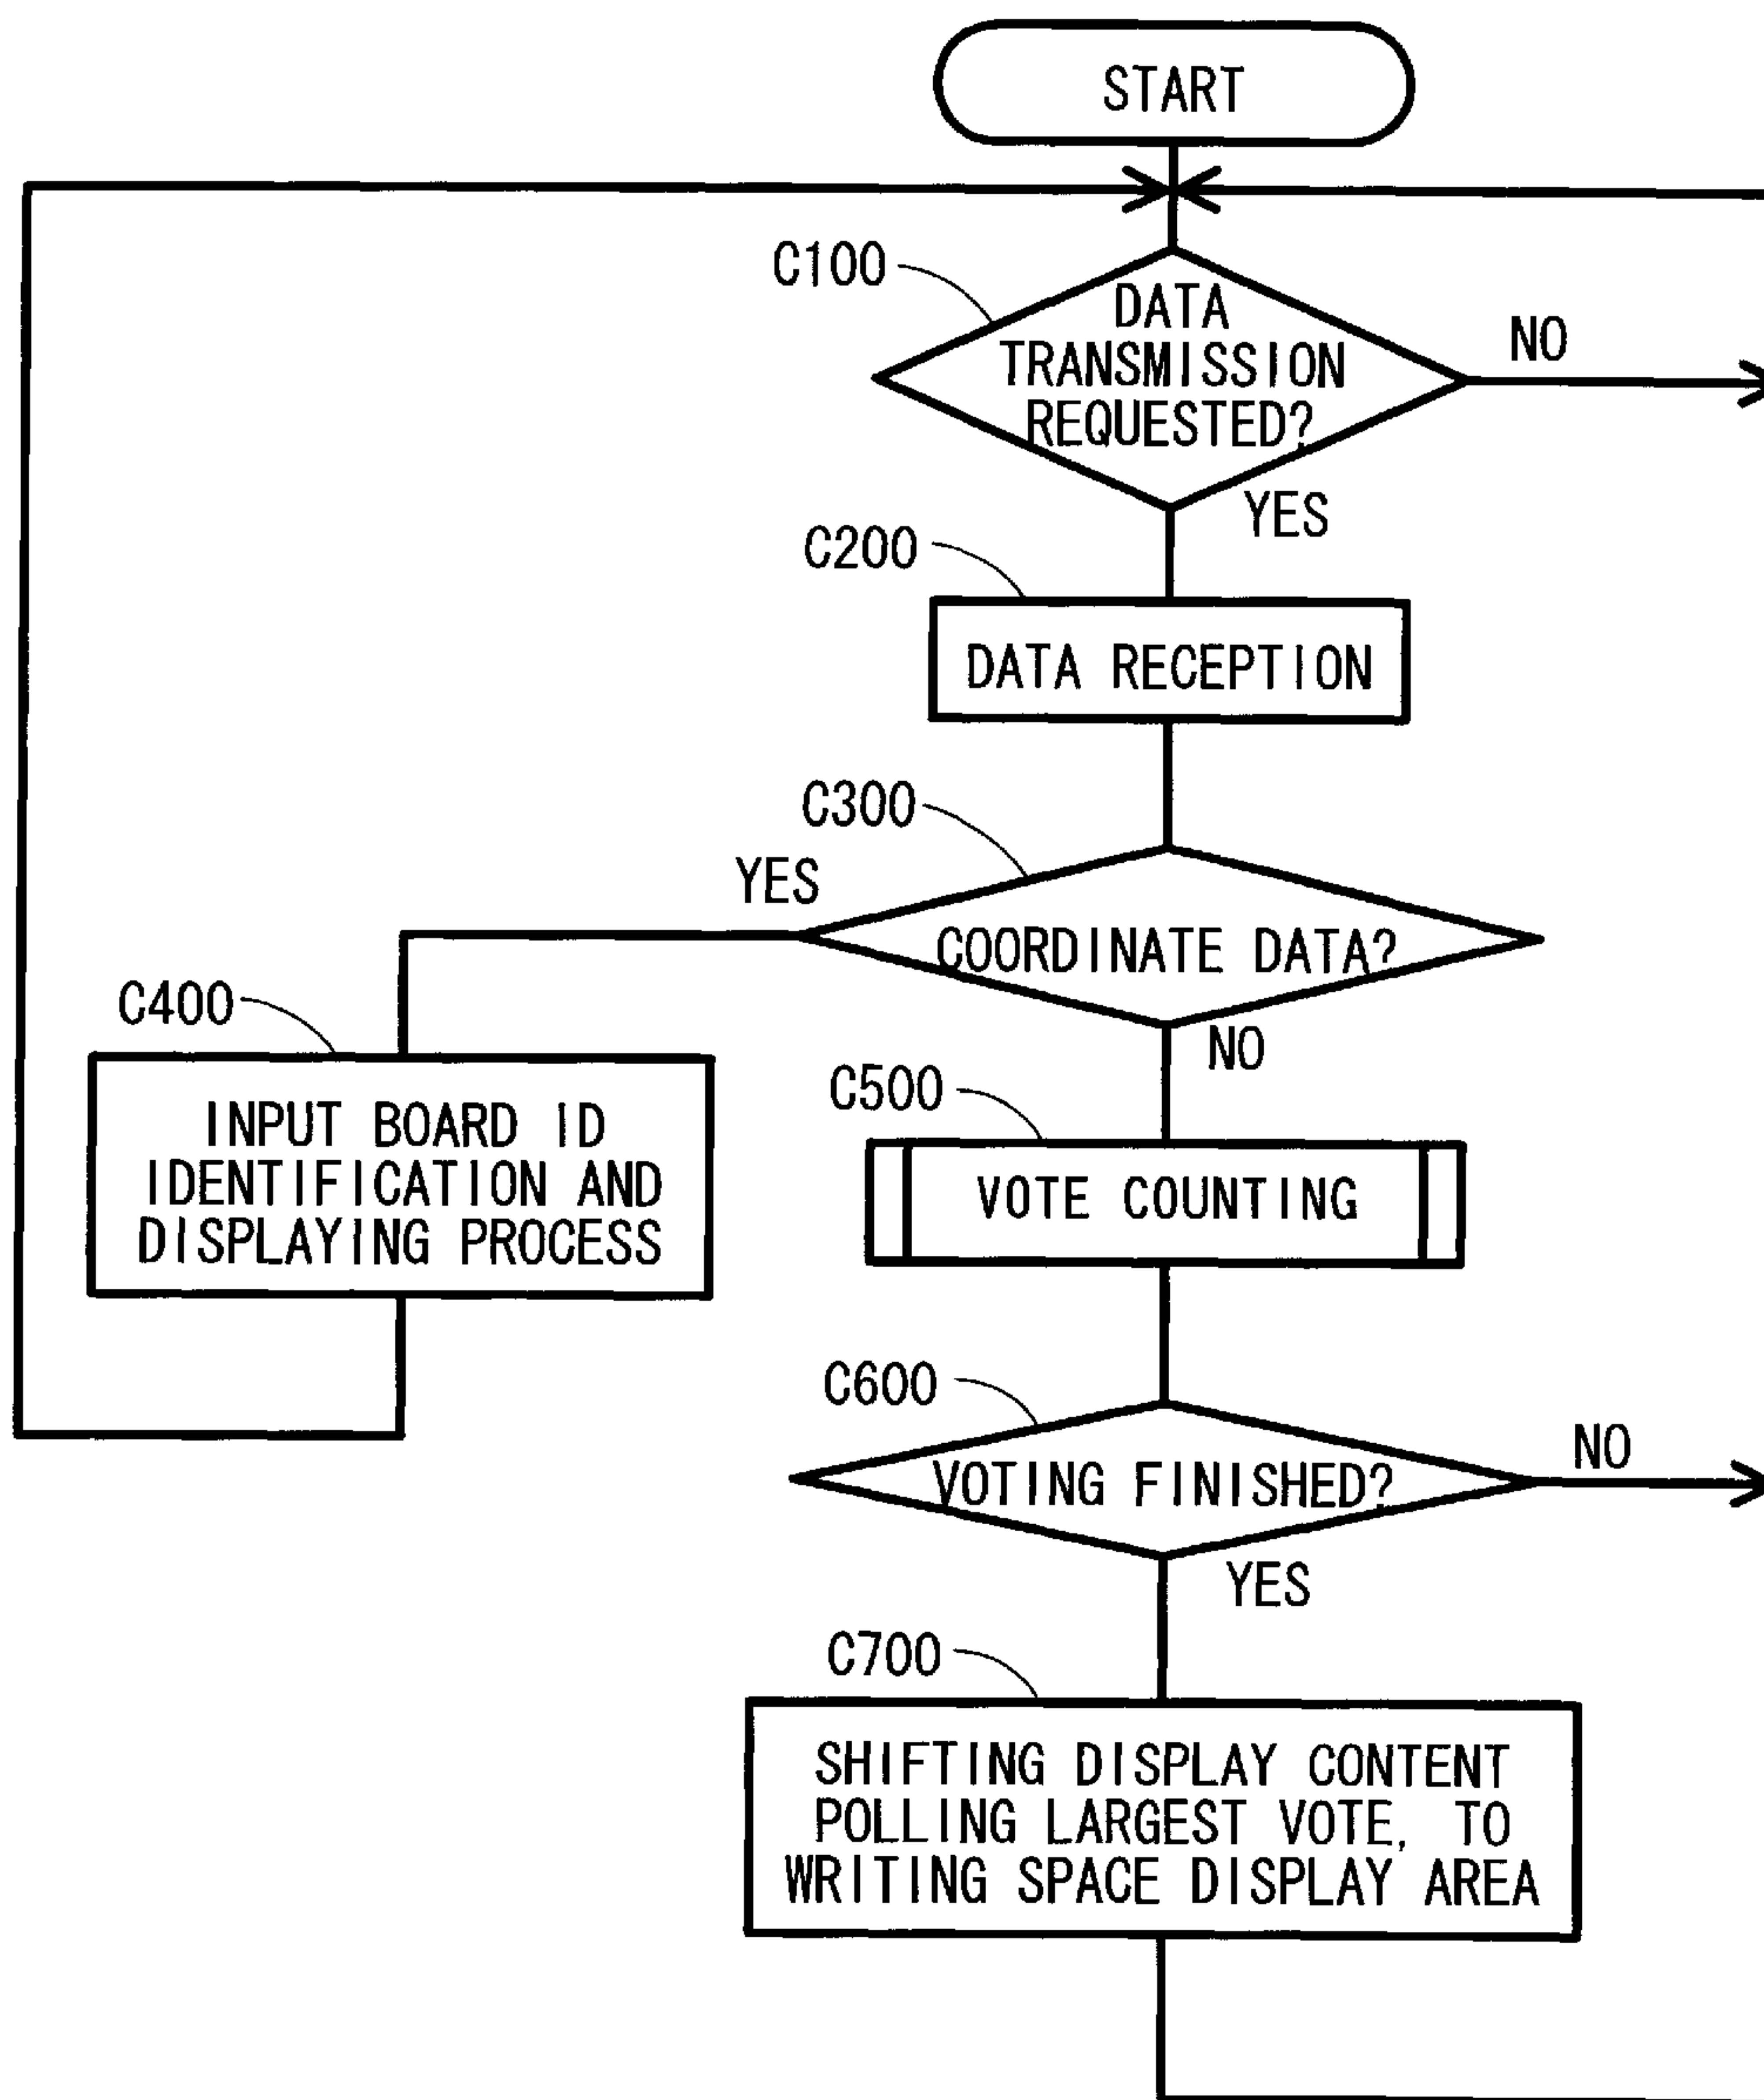 START
C100
DATA
TRANSMISSION
REQUESTED?
NO
YES
C200
DATA RECEPTION
C300
YES
COORDINATE DATA?
NO
C400
INPUT BOARD ID
IDENTIFICATION AND
DISPLAYING PROCESS
C500
VOTE COUNTING
C600
VOTING FINISHED?
NO
YES
C700
SHIFTING DISPLAY CONTENT
POLLING LARGEST VOTE, TO
WRITING SPACE DISPLAY AREA